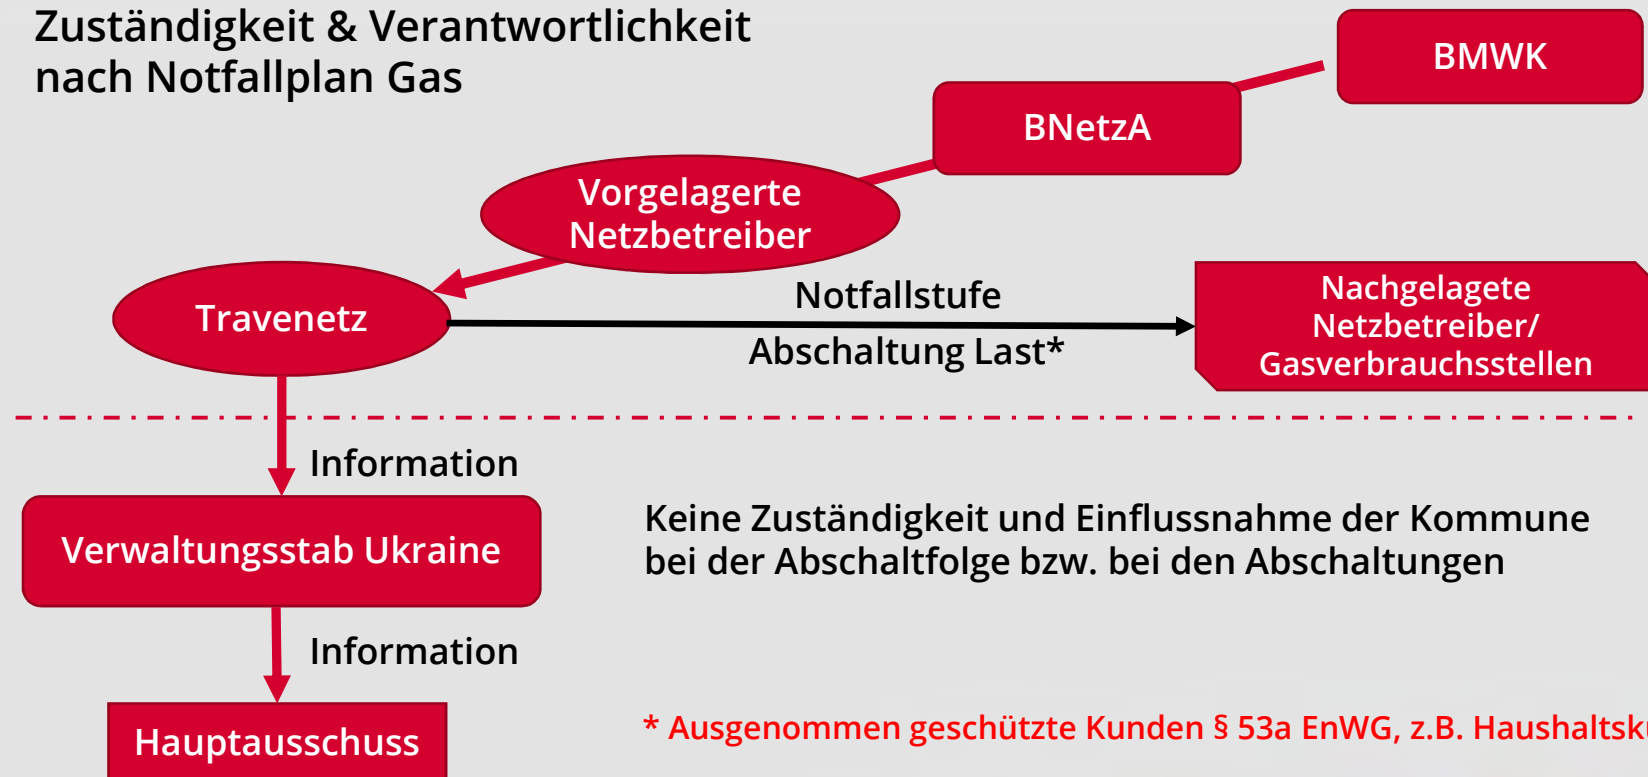 Zuständigkeit & Verantwortlichkeit
nach Notfallplan Gas
BMWK
BNetzA
Vorgelagerte
Netzbetreiber
Travenetz
Notfallstufe
Abschaltung Last*
Nachgelagete
Netzbetreiber/
Gasverbrauchsstellen
Information
Verwaltungsstab Ukraine
Keine Zuständigkeit und Einflussnahme der Kommune
bei der Abschaltfolge bzw. bei den Abschaltungen
Information
Hauptausschuss
* Ausgenommen geschützte Kunden § 53a EnWG, z.B.